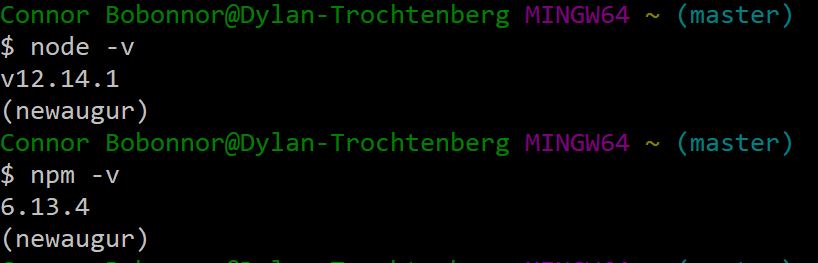 Connor Bobonnor@Dylan-Trochtenberg MINGW64 ~ (master)
$ node -v
v12.14.1
(newaugur)
Connor Bobonnor@Dylan-Trochtenberg MINGW64 ~ (master)
$ npm -v
6.13.4
(newaugur)